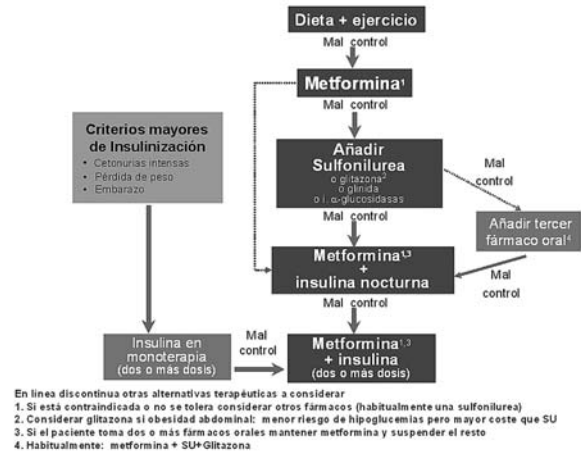 Dieta + ejercicio
Mal control
Metformina¹
Mal control
Criterios mayores
de Insulinización
• Cetonurias intensas
• Pérdida de peso
• Embarazo
Añadir
Sulfonilurea
o glitazona²
o glinida
o i. α-glucosidasas
Mal
control
Mal control
Añadir tercer
fármaco oral⁴
Metformina¹,³
+
insulina nocturna
Mal
control
Mal control
Insulina en
monoterapia
(dos o más dosis)
Mal
control
Metformina¹,³
+ insulina
(dos o más dosis)
En línea discontinua otras alternativas terapéuticas a considerar
1. Si está contraindicada o no se tolera considerar otros fármacos (habitualmente una sulfonilurea)
2. Considerar glitazona si obesidad abdominal: menor riesgo de hipoglucemias pero mayor coste que SU
3. Si el paciente toma dos o más fármacos orales mantener metformina y suspender el resto
4. Habitualmente: metformina + SU+Glitazona